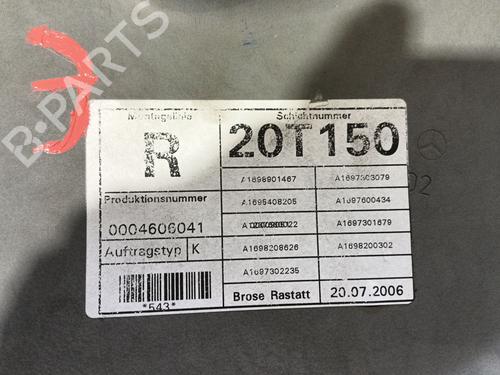 B-PARTS
Montagelinie
R
Schichtnummer
20T150
A1698901467
A1697303079
Produktionsnummer
0004606041
A1695408205
A1697600434
A1697301679
Auftragstyp K
A1698208626
A1698200302
A1697302235
*543*
Brose Rastatt
20.07.2006